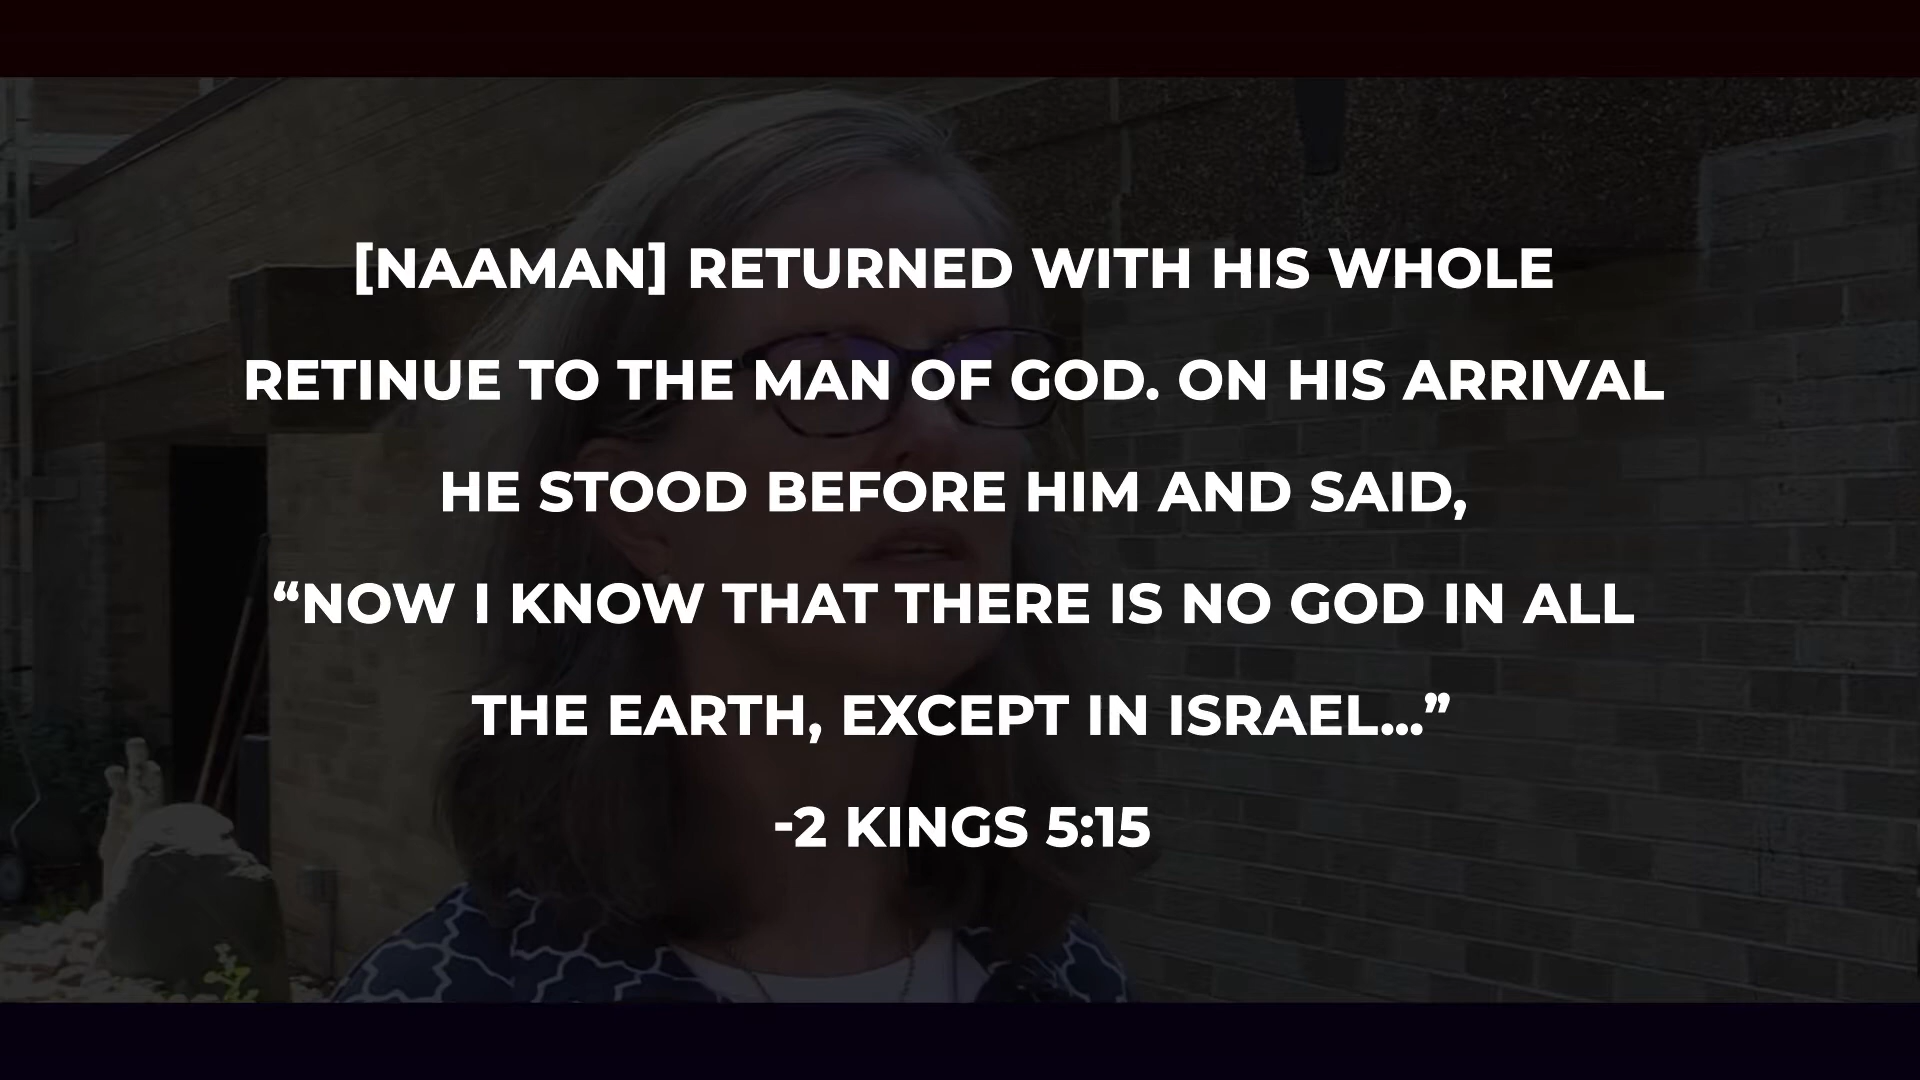 [NAAMAN] RETURNED WITH HIS WHOLE
RETINUE TO THE MAN OF GOD. ON HIS ARRIVAL
HE STOOD BEFORE HIM AND SAID,
“NOW I KNOW THAT THERE IS NO GOD IN ALL
THE EARTH, EXCEPT IN ISRAEL...”
-2 KINGS 5:15